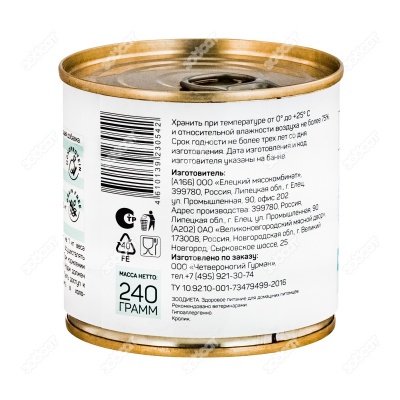 Хранить при температуре от 0° до +25° С
и относительной влажности воздуха не более 75%
Срок годности не более трех лет со дня
изготовления. Дата изготовления и код
изготовителя указаны на банке.
Изготовитель:
(А166) ООО «Елецкий мясокомбинат»,
399780, Россия, Липецкая обл., г. Елец,
ул. Промышленная, 90, офис 202
Адрес производства: 399780, Россия,
Липецкая обл., г. Елец, ул. Промышленная, 90
(А202) ОАО «Великоновгородский мясной двор»
173008, Россия, Новгородская обл., г. Великий
Новгород, Сырковское шоссе, 25
Изготовлено по заказу:
ООО «Четвероногий Гурман»,
тел. +7 (495) 921-30-74
ТУ 10.92.10-001-73479499-2016
ЗООДИЕТА. Здоровое питание для домашних питомцев.
Рекомендовано ветеринарами
Гипоаллергенно
Кролик.
4610139230542
40
FE
МАССА НЕТТО:
240
ГРАММ